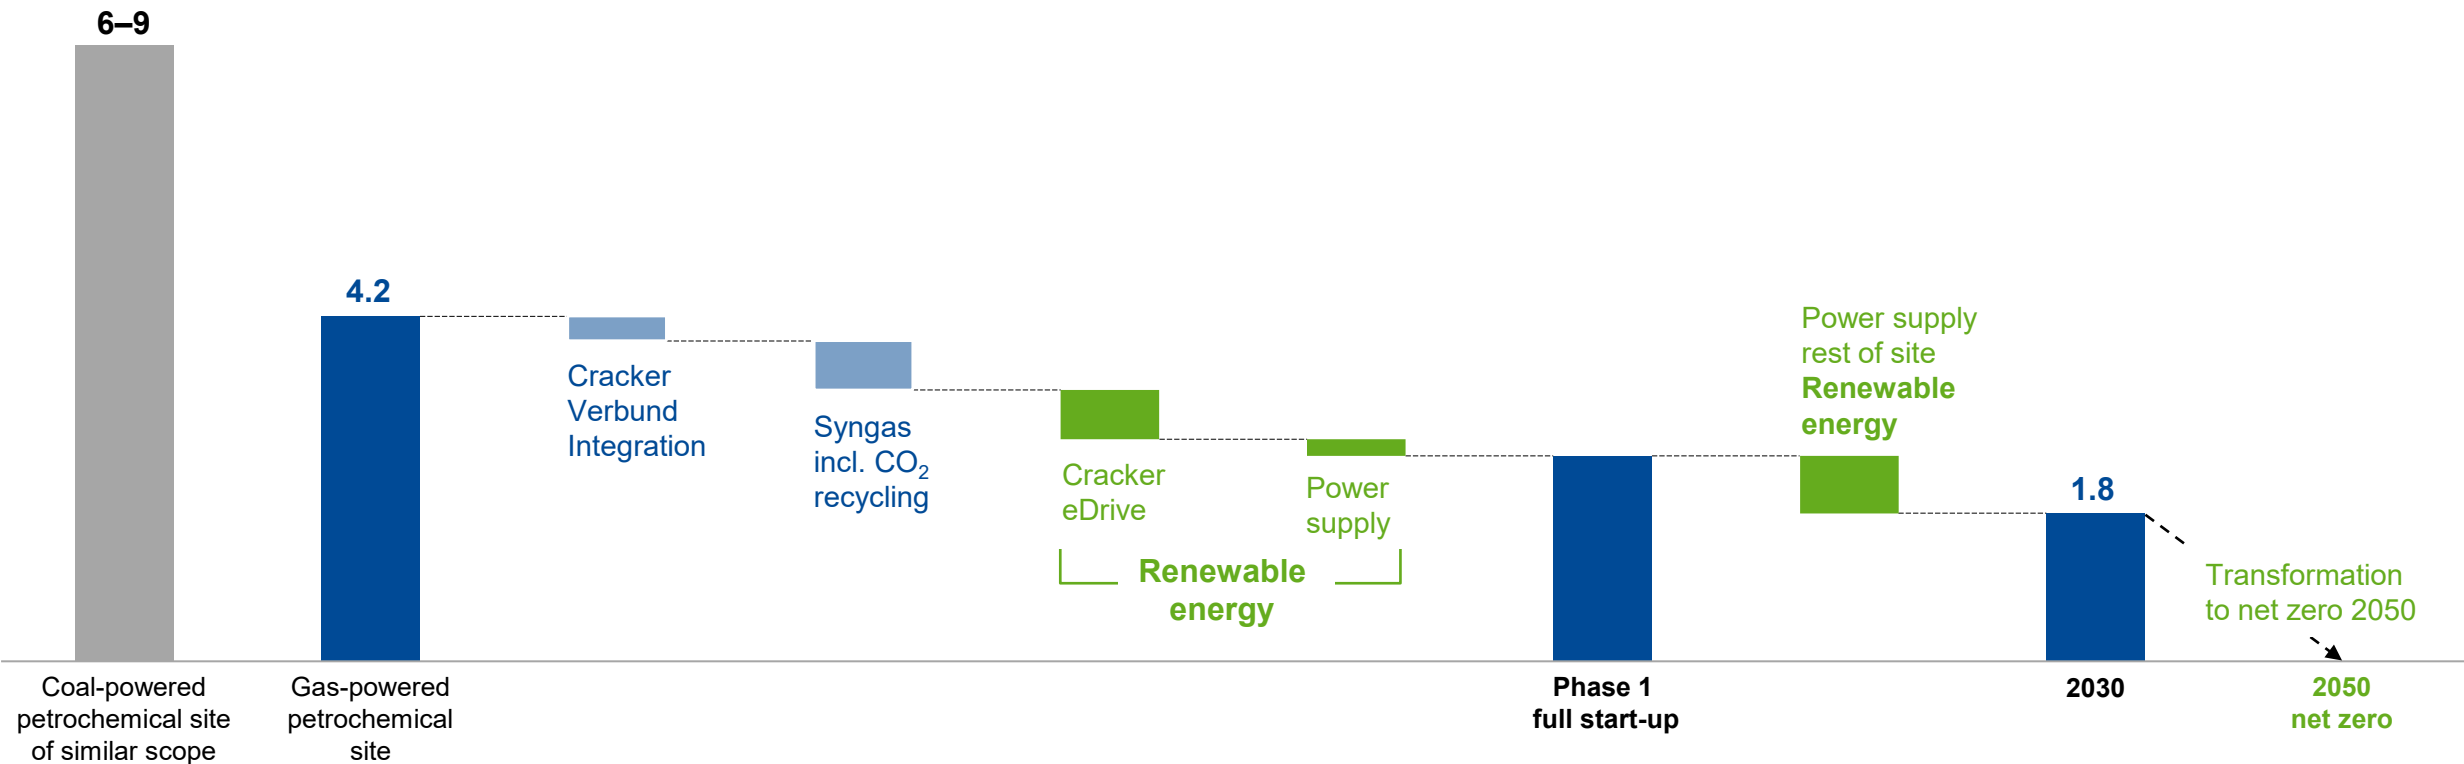 6–9
4.2
Cracker
Verbund
Integration
Syngas
incl. CO₂
recycling
Cracker
eDrive
Power
supply
Renewable
energy
Power supply
rest of site
Renewable
energy
1.8
Transformation
to net zero 2050
Coal-powered
petrochemical site
of similar scope
Gas-powered
petrochemical
site
Phase 1
full start-up
2030
2050
net zero